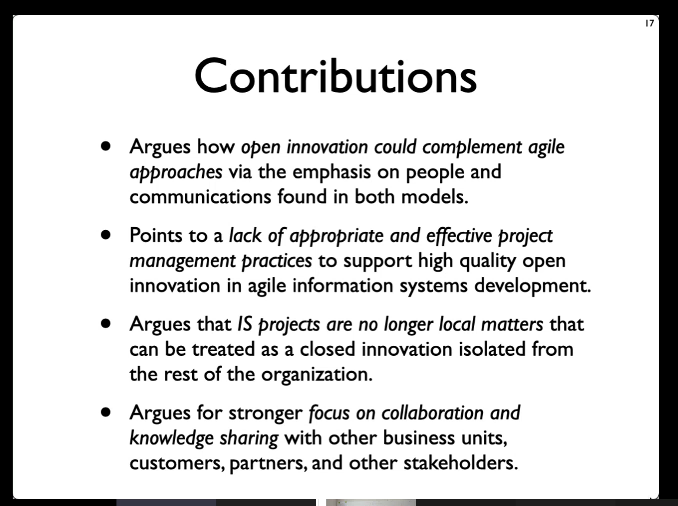 17
Contributions
• Argues how open innovation could complement agile
approaches via the emphasis on people and
communications found in both models.
• Points to a lack of appropriate and effective project
management practices to support high quality open
innovation in agile information systems development.
• Argues that IS projects are no longer local matters that
can be treated as a closed innovation isolated from
the rest of the organization.
• Argues for stronger focus on collaboration and
knowledge sharing with other business units,
customers, partners, and other stakeholders.